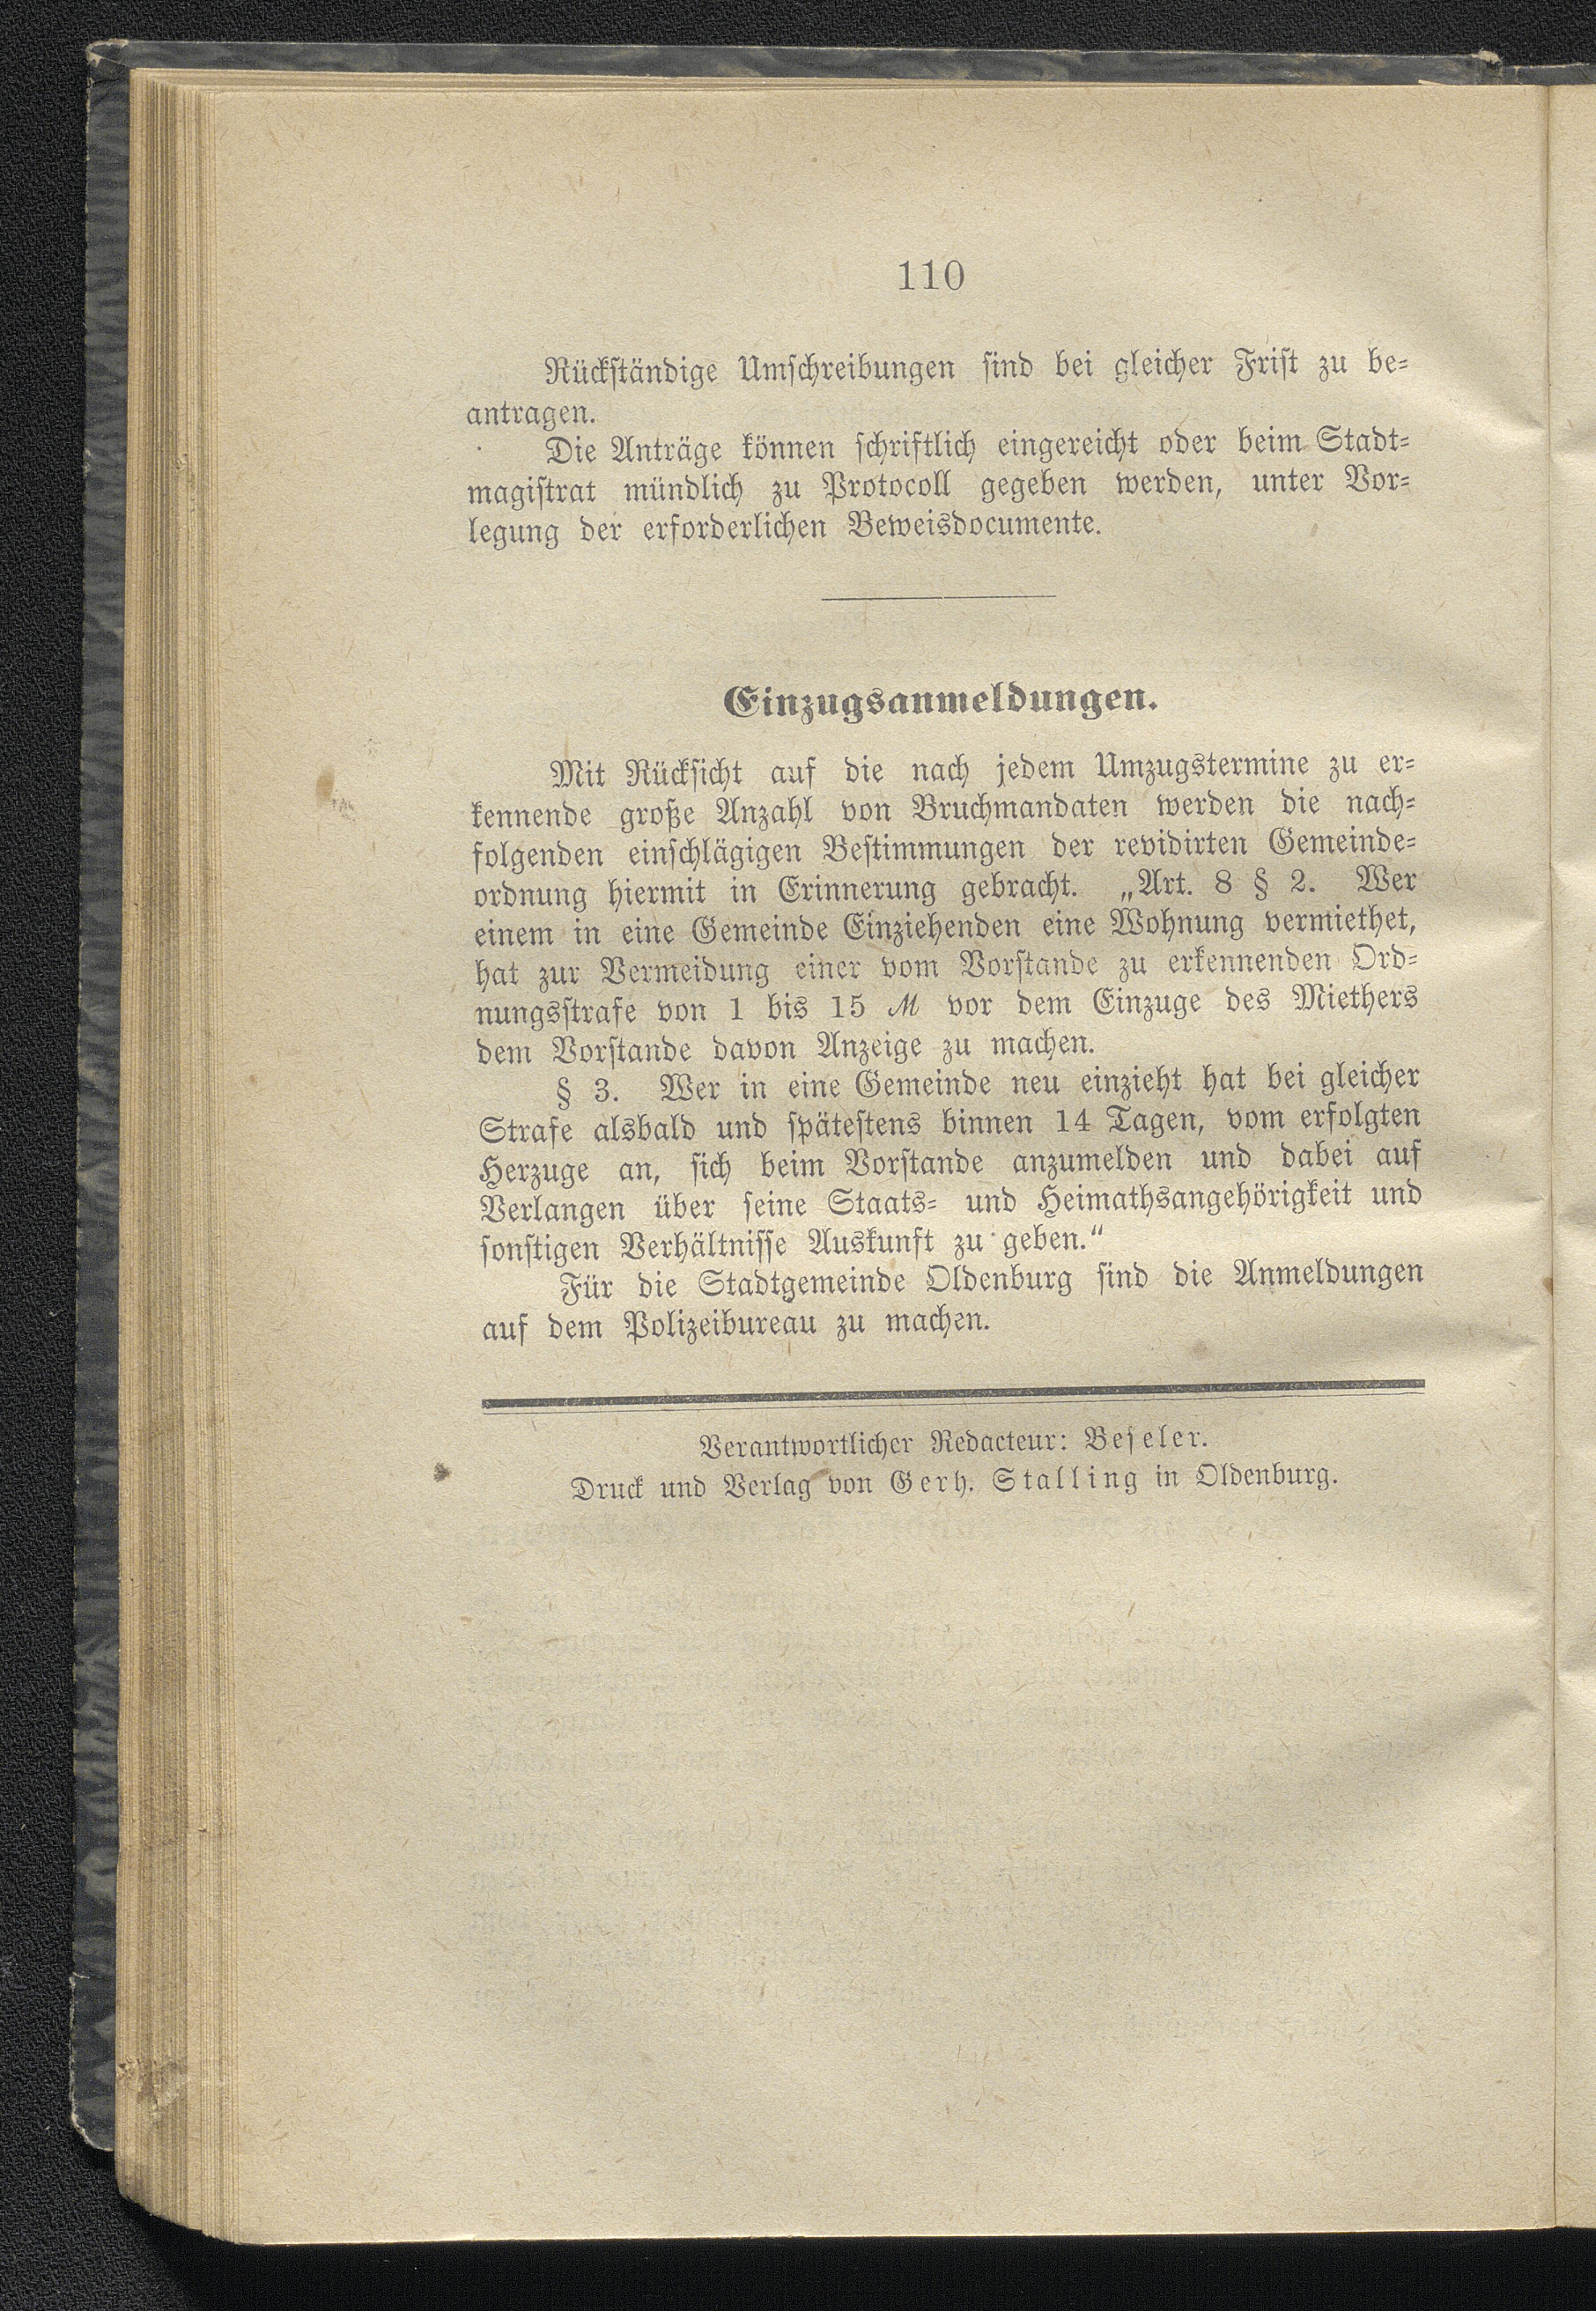 110
Rückständige Umschreibungen sind bei gleicher Frist zu be-
antragen.
Die Anträge können schriftlich eingereicht oder beim Stadt-
magistrat mündlich zu Protocoll gegeben werden, unter Vor-
legung der erforderlichen Beweisdocumente.
Einzugsanmeldungen.
Mit Rücksicht auf die nach jedem Umzugstermine zu er-
kennende große Anzahl von Bruchmandaten werden die nach-
folgenden einschlägigen Bestimmungen der revidirten Gemeinde-
ordnung hiermit in Erinnerung gebracht. „Art. 8 § 2. Wer
einem in eine Gemeinde Einziehenden eine Wohnung vermiethet,
hat zur Vermeidung einer vom Vorstande zu erkennenden Ord-
nungsstrafe von 1 bis 15 ℳ vor dem Einzuge des Miethers
dem Vorstande davon Anzeige zu machen.
§ 3. Wer in eine Gemeinde neu einzieht hat bei gleicher
Strafe alsbald und spätestens binnen 14 Tagen, vom erfolgten
Herzuge an, sich beim Vorstande anzumelden und dabei auf
Verlangen über seine Staats- und Heimathsangehörigkeit und
sonstigen Verhältnisse Auskunft zu geben.“
Für die Stadtgemeinde Oldenburg sind die Anmeldungen
auf dem Polizeibureau zu machen.
Verantwortlicher Redacteur: Beseler.
Druck und Verlag von Gerh. Stalling in Oldenburg.